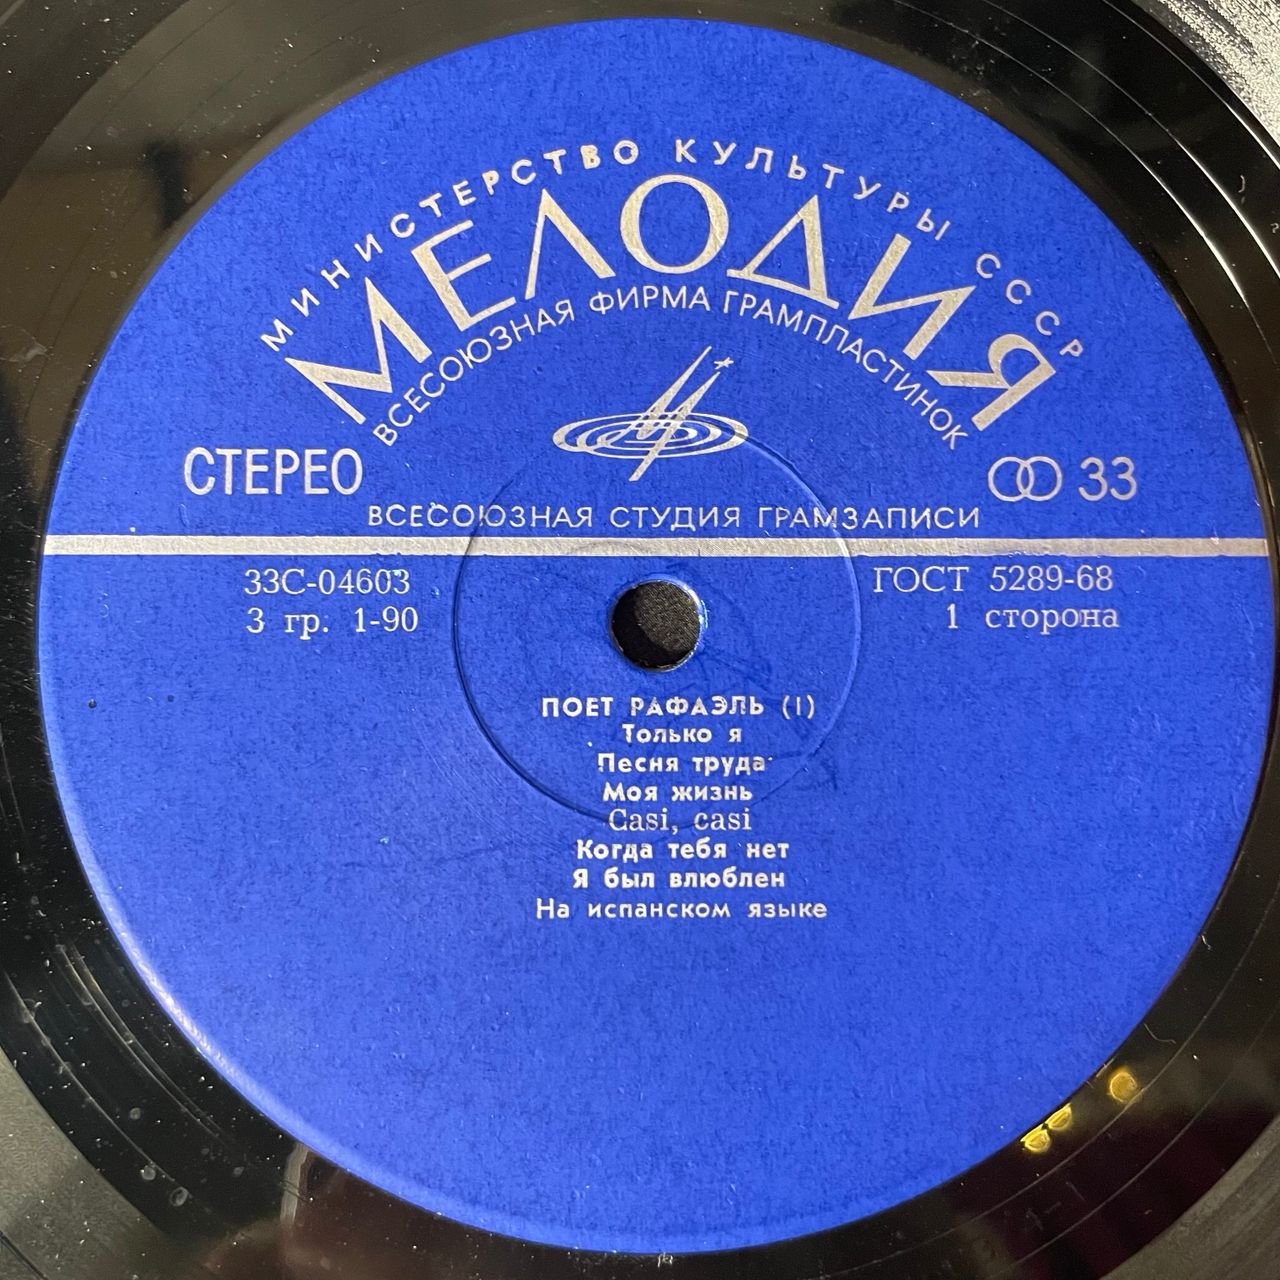 МИНИСТЕРСТВО КУЛЬТУРЫ СССР
МЕЛОДИЯ
ВСЕСОЮЗНАЯ ФИРМА ГРАМПЛАСТИНОК
СТЕРЕО
33
ВСЕСОЮЗНАЯ СТУДИЯ ГРАМЗАПИСИ
33С-04603
ГОСТ 5289-68
3 гр. 1-90
1 сторона
ПОЕТ РАФАЭЛЬ (I)
Только я
Песня труда
Моя жизнь
Casi, casi
Когда тебя нет
Я был влюблен
На испанском языке